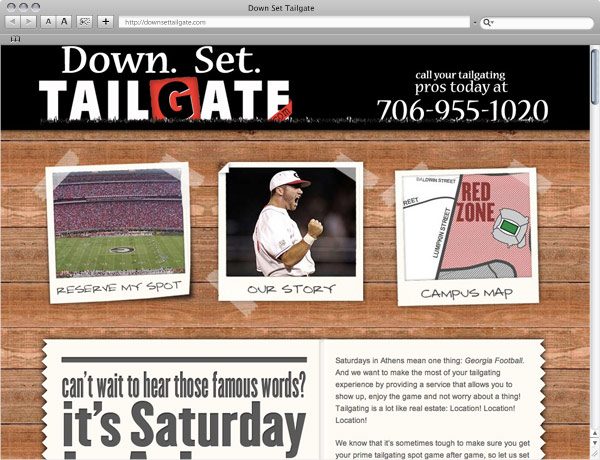 Down Set Tailgate
A A
http://downsettailgate.com
Down. Set.
TAILGATE
.com
call your tailgating
pros today at
706-955-1020
RESERVE MY SPOT
OUR STORY
BALDWIN STREET
REET
LUMPKIN STREET
RED
ZONE
CAMPUS MAP
can't wait to hear those famous words?
it's Saturday
Saturdays in Athens mean one thing: Georgia Football.
And we want to make the most of your tailgating
experience by providing a service that allows you to
show up, enjoy the game and not worry about a thing!
Tailgating is a lot like real estate: Location! Location!
Location!
We know that it's sometimes tough to make sure you get
your prime tailgating spot game after game, so let us set